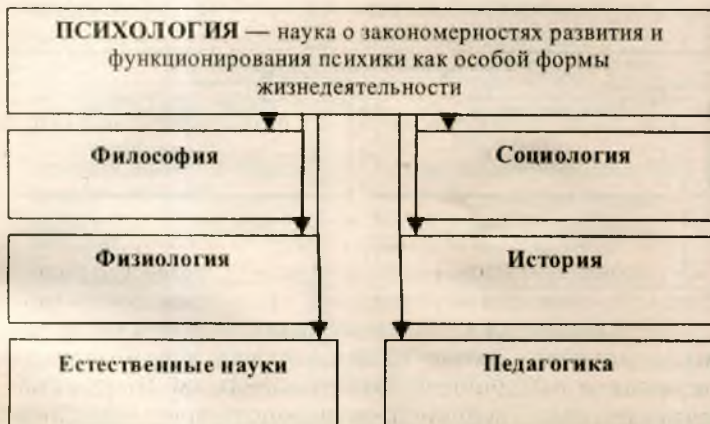 ПСИХОЛОГИЯ — наука о закономерностях развития и
функционирования психики как особой формы
жизнедеятельности
Философия
Социология
Физиология
История
Естественные науки
Педагогика